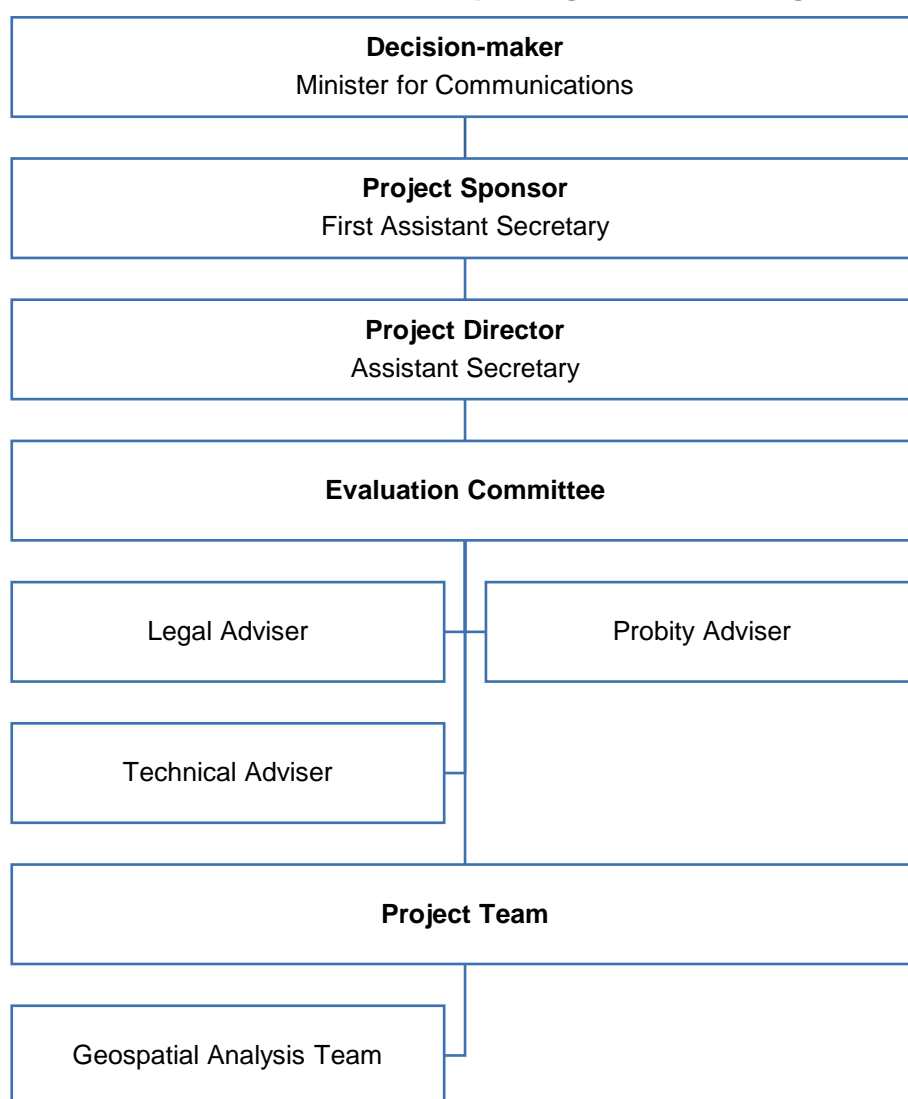 Decision-maker
Minister for Communications
Project Sponsor
First Assistant Secretary
Project Director
Assistant Secretary
Evaluation Committee
Legal Adviser
Probity Adviser
Technical Adviser
Project Team
Geospatial Analysis Team